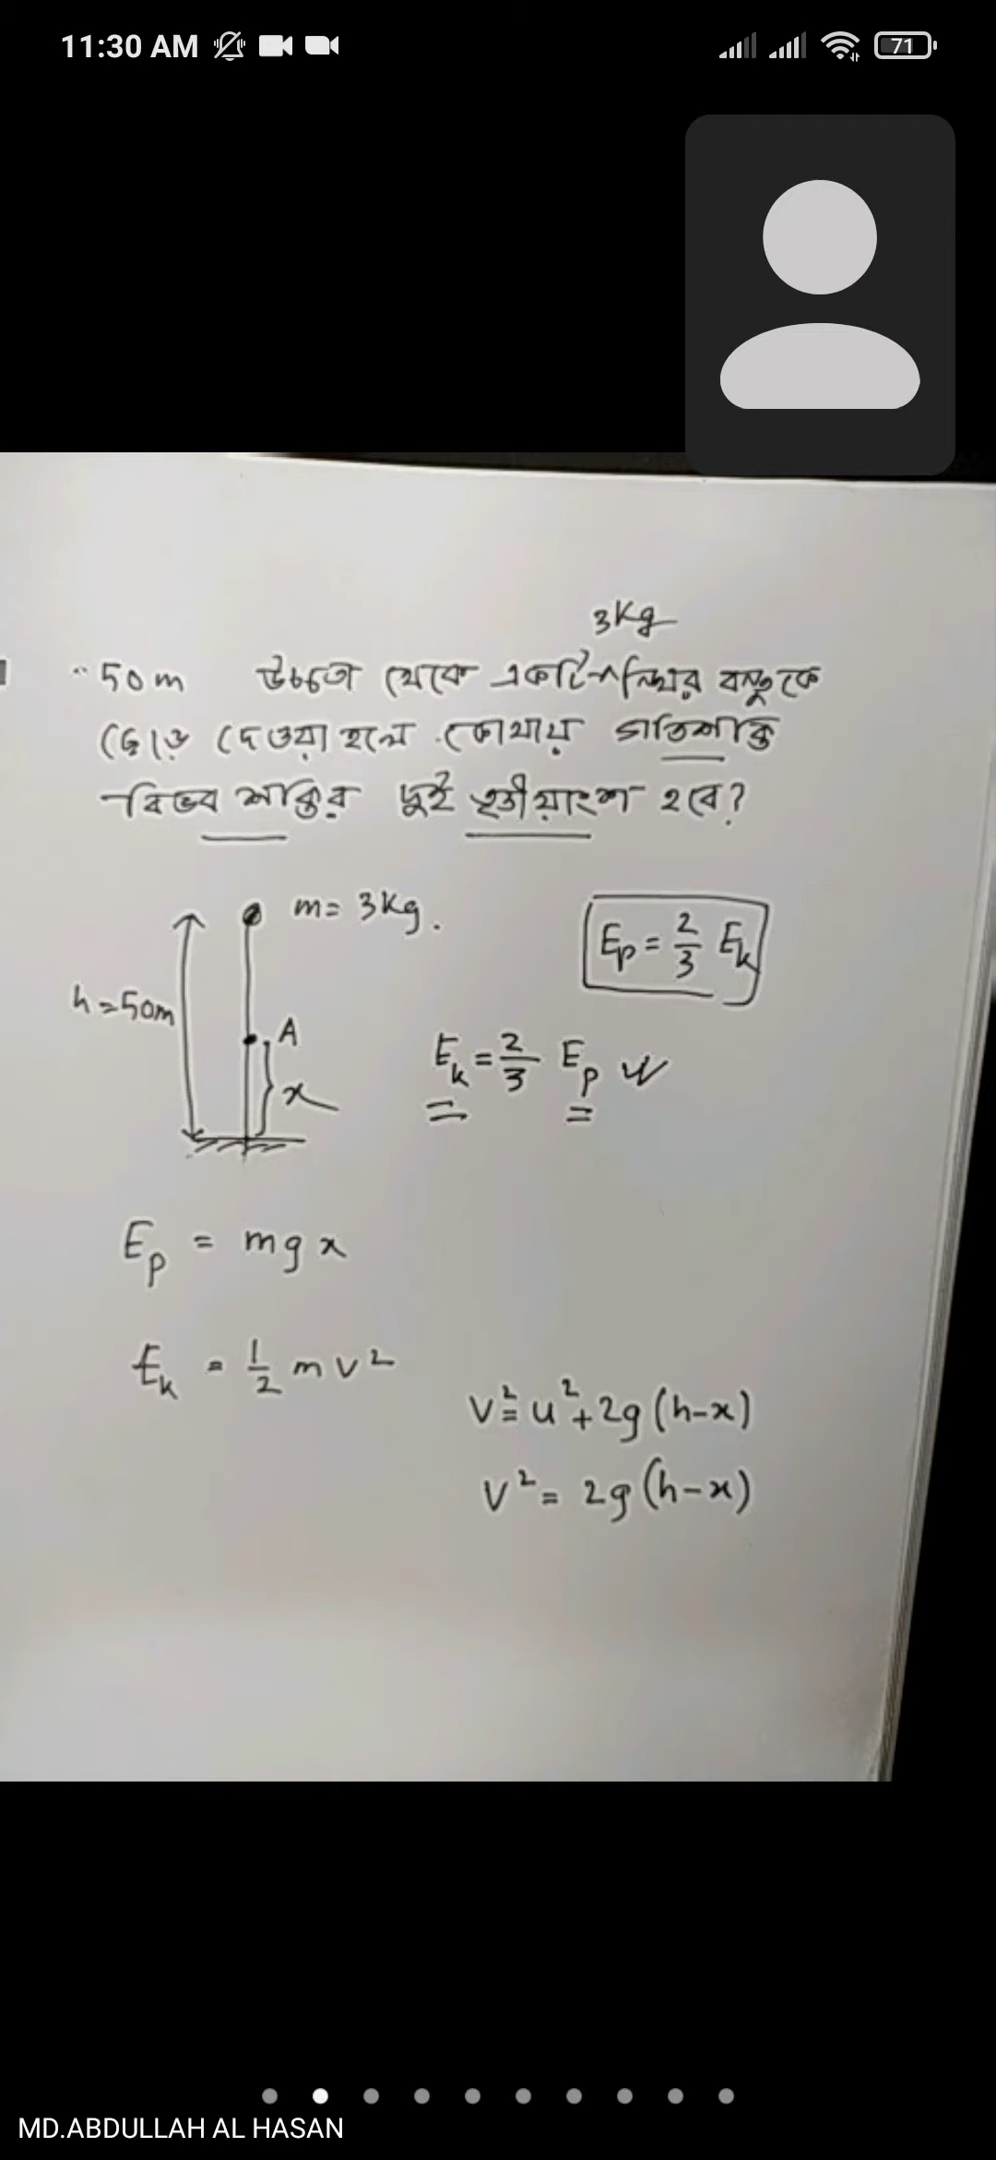 11:30 AM
71
3Kg
50m উচ্চতা থেকে একটি স্থির বস্তুকে
ছেড়ে দেওয়া হলে কোথায় গতিশক্তি
বিভব শক্তির দুই তৃতীয়াংশ হবে?
m= 3Kg.
Ep = 2/3 Ek
h=50m
A
x
Ek = 2/3 Ep
Ep = mgx
Ek = 1/2 mv²
v² = u² + 2g(h-x)
v² = 2g(h-x)
MD.ABDULLAH AL HASAN